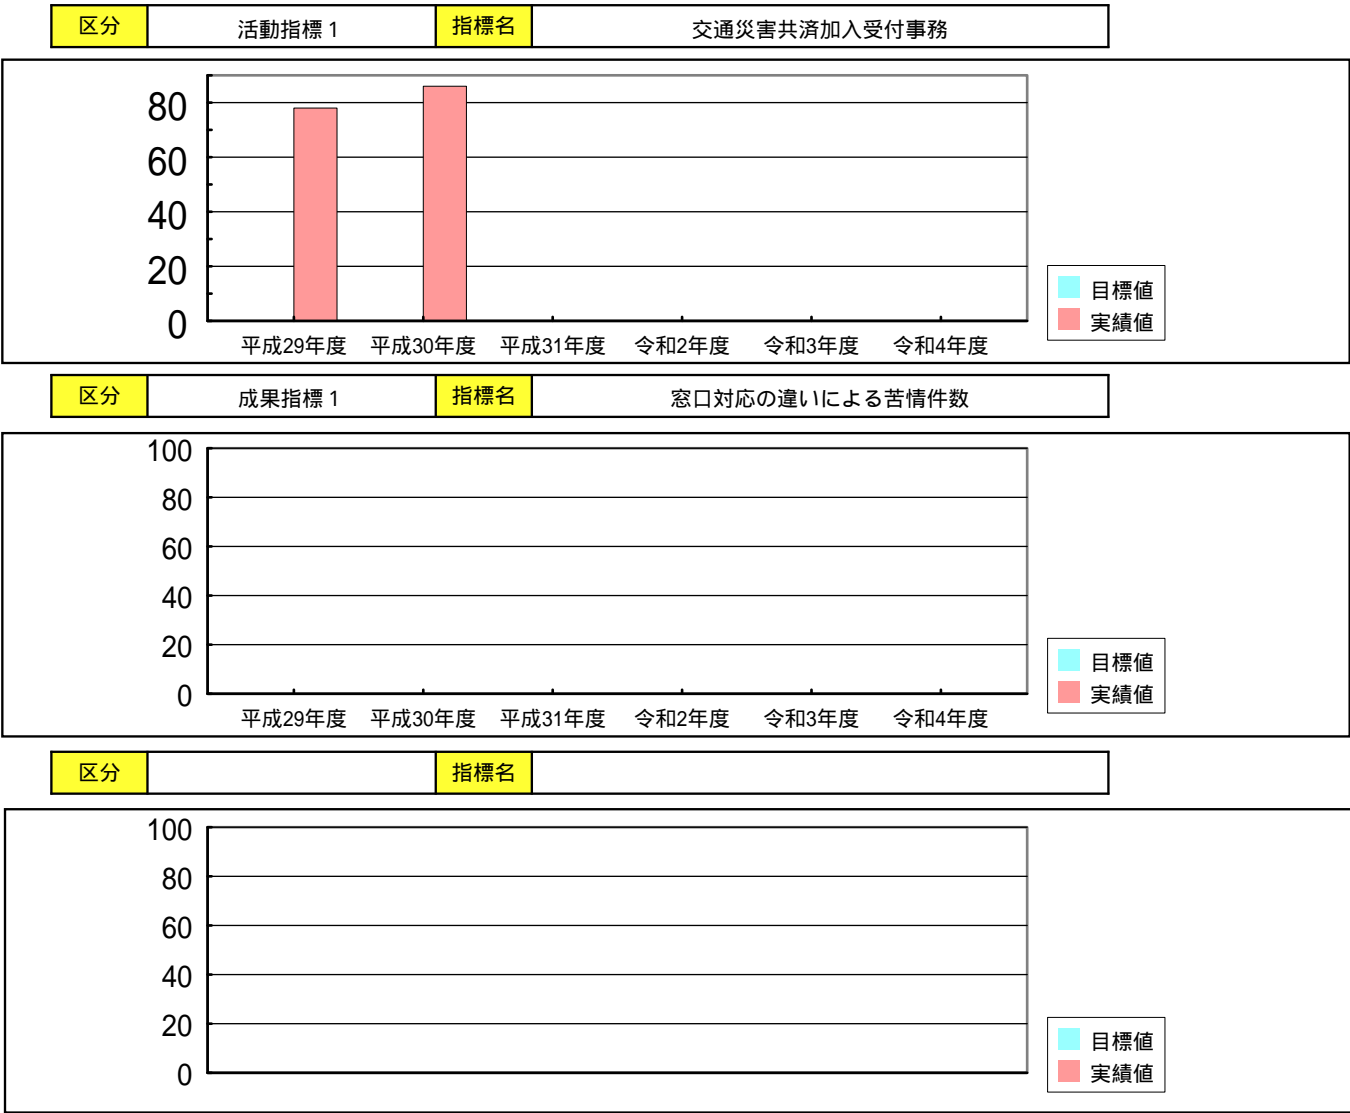 区分 活動指標1 指標名 交通災害共済加入受付事務
80
60
40
20
0
平成29年度 平成30年度 平成31年度 令和2年度 令和3年度 令和4年度
目標値
実績値
区分 成果指標1 指標名 窓口対応の違いによる苦情件数
100
80
60
40
20
0
平成29年度 平成30年度 平成31年度 令和2年度 令和3年度 令和4年度
目標値
実績値
区分 指標名
100
80
60
40
20
0
目標値
実績値